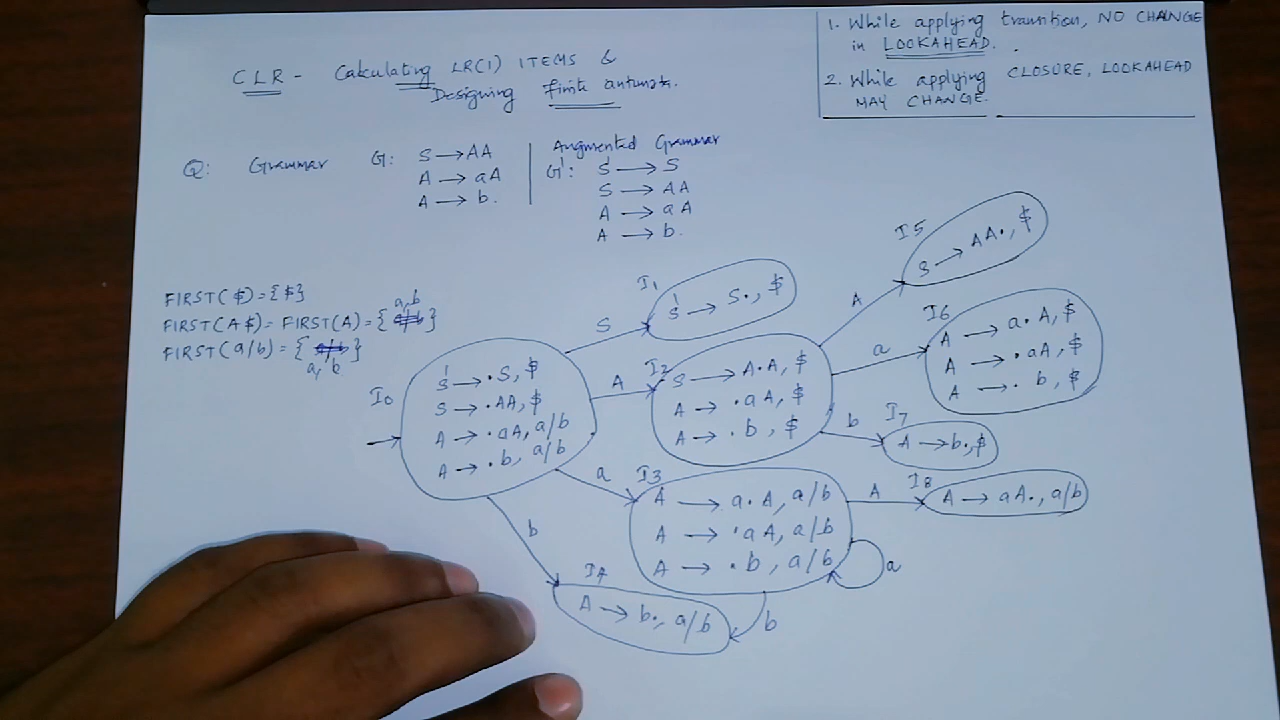 1. While applying transition, NO CHANGE
in LOOKAHEAD.
2. While applying CLOSURE, LOOKAHEAD
MAY CHANGE.
CLR - Calculating LR(1) ITEMS &
Designing finite automata.
Q: Grammar G: S → AA
A → aA
A → b.
Augmented Grammar
G': S' → S
S → AA
A → aA
A → b.
FIRST($) = {$}
FIRST(A$) = FIRST(A) = {a, b}
FIRST(a/b) = {a, b}
I0
S' → ·S, $
S → ·AA, $
A → ·aA, a/b
A → ·b, a/b
S
I1
S' → S·, $
A
I2
S → A·A, $
A → ·aA, $
A → ·b, $
A
I5
S → AA·, $
a
I6
A → a·A, $
A → ·aA, $
A → ·b, $
b
I7
A → b·, $
a
I3
A → a·A, a/b
A → ·aA, a/b
A → ·b, a/b
A
I8
A → aA·, a/b
a
b
b
I4
A → b·, a/b